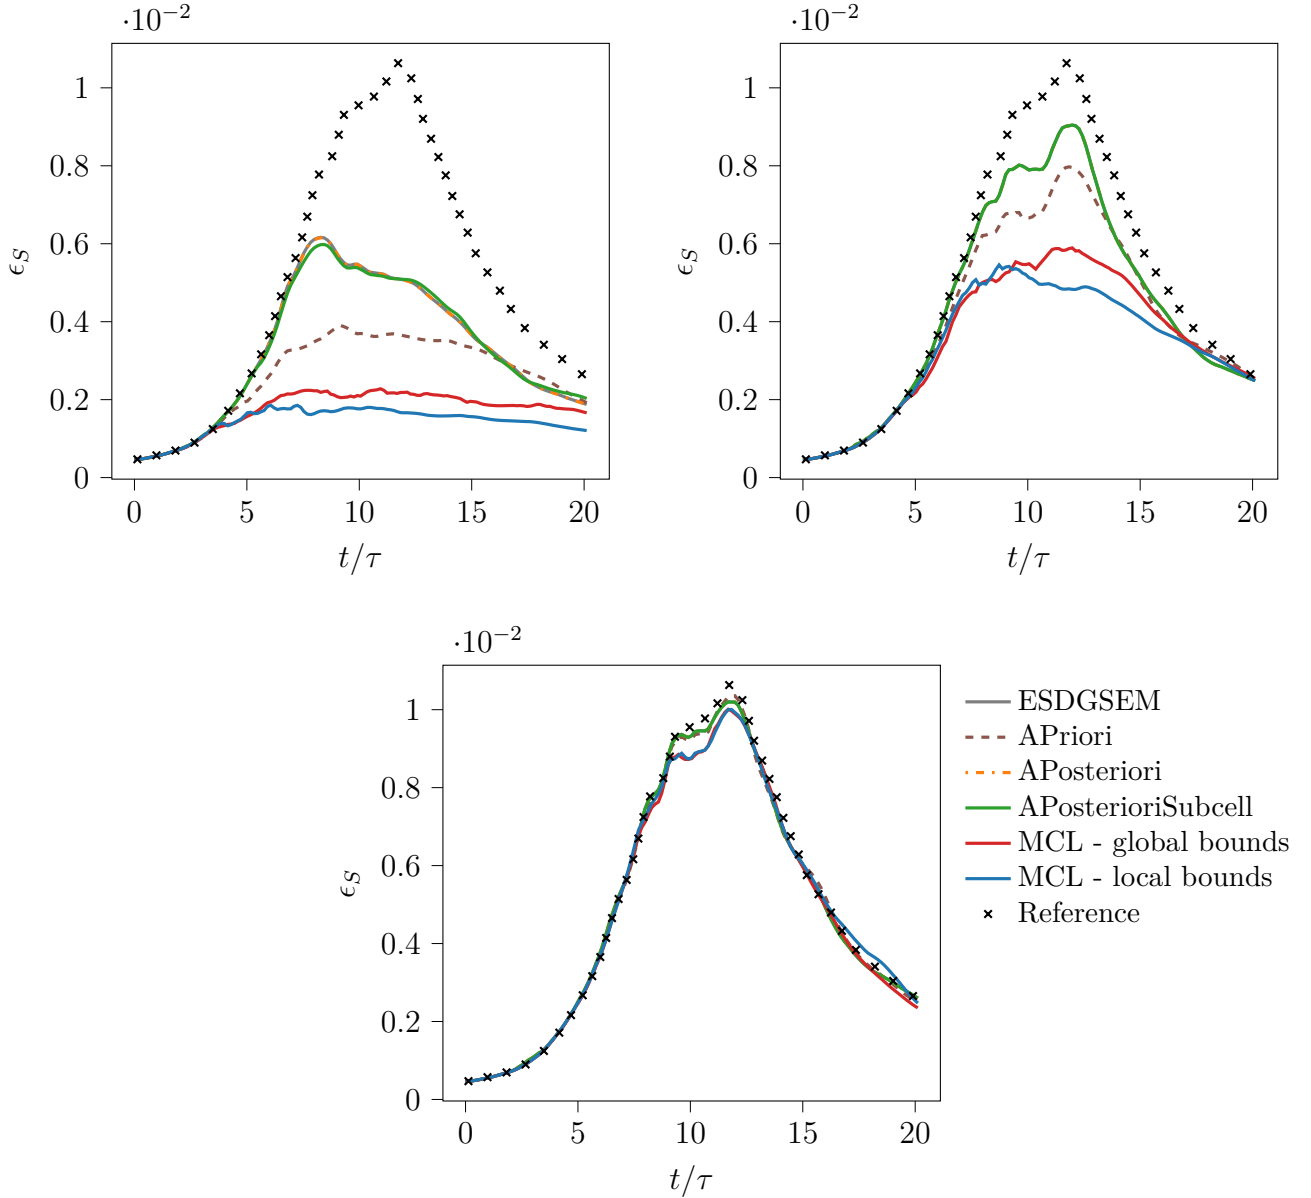 ·10⁻²
1
0.8
0.6
0.4
0.2
0
ϵ_S
0 5 10 15 20
t/τ
·10⁻²
1
0.8
0.6
0.4
0.2
0
ϵ_S
0 5 10 15 20
t/τ
·10⁻²
1
0.8
0.6
0.4
0.2
0
ϵ_S
0 5 10 15 20
t/τ
ESDGSEM
APriori
APosteriori
APosterioriSubcell
MCL - global bounds
MCL - local bounds
Reference